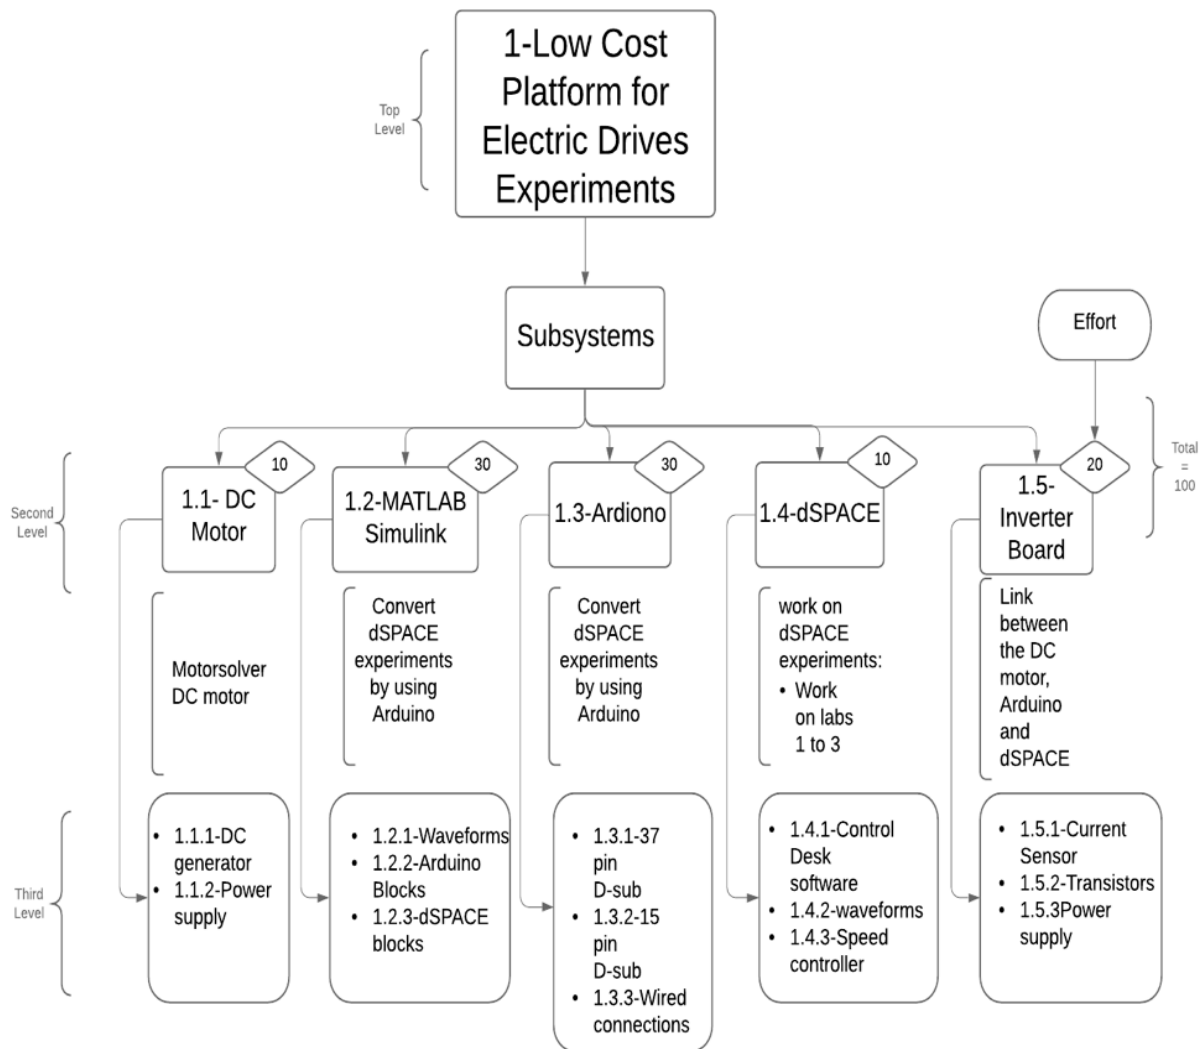 1-Low Cost
Platform for
Electric Drives
Experiments
Top
Level
Subsystems
Effort
Total
=
100
10
30
30
10
20
Second
Level
1.1- DC
Motor
1.2-MATLAB
Simulink
1.3-Ardiono
1.4-dSPACE
1.5-
Inverter
Board
Motorsolver
DC motor
Convert
dSPACE
experiments
by using
Arduino
Convert
dSPACE
experiments
by using
Arduino
work on
dSPACE
experiments:
• Work
on labs
1 to 3
Link
between
the DC
motor,
Arduino
and
dSPACE
Third
Level
• 1.1.1-DC
generator
• 1.1.2-Power
supply
• 1.2.1-Waveforms
• 1.2.2-Arduino
Blocks
• 1.2.3-dSPACE
blocks
• 1.3.1-37
pin
D-sub
• 1.3.2-15
pin
D-sub
• 1.3.3-Wired
connections
• 1.4.1-Control
Desk
software
• 1.4.2-waveforms
• 1.4.3-Speed
controller
• 1.5.1-Current
Sensor
• 1.5.2-Transistors
• 1.5.3Power
supply